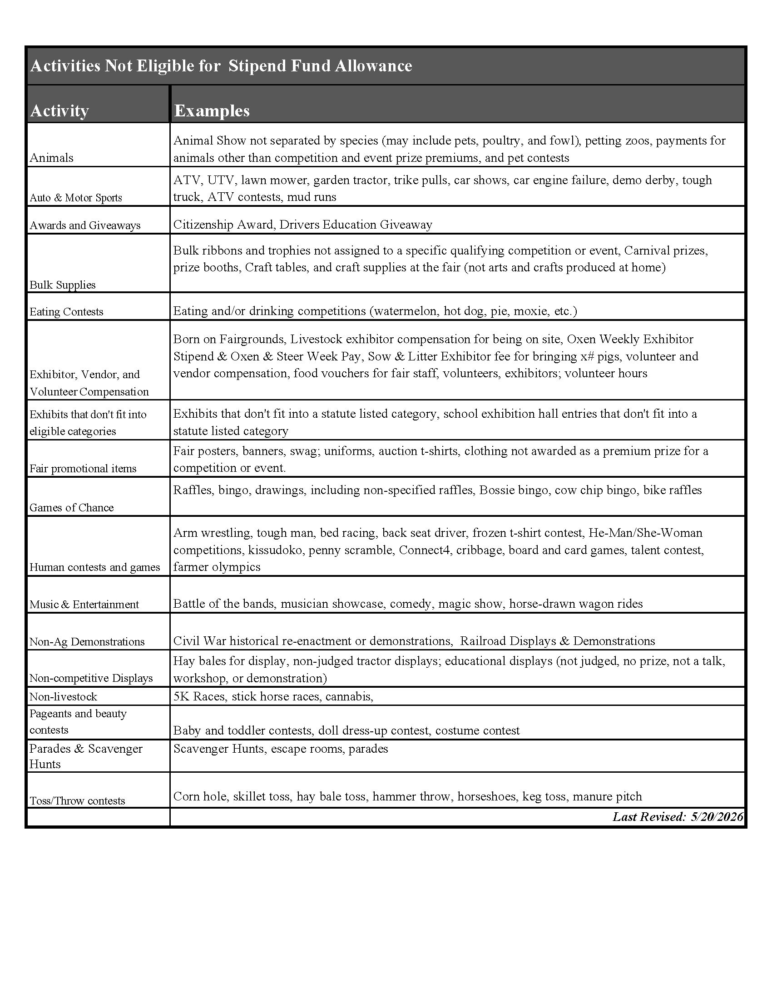 Activities Not Eligible for  Stipend Fund Allowance
Activity
Examples
Animals
Animal Show not separated by species (may include pets, poultry, and fowl), petting zoos, payments for
animals other than competition and event prize premiums, and pet contests
Auto & Motor Sports
ATV, UTV, lawn mower, garden tractor, trike pulls, car shows, car engine failure, demo derby, tough
truck, ATV contests, mud runs
Awards and Giveaways
Citizenship Award, Drivers Education Giveaway
Bulk Supplies
Bulk ribbons and trophies not assigned to a specific qualifying competition or event, Carnival prizes,
prize booths, Craft tables, and craft supplies at the fair (not arts and crafts produced at home)
Eating Contests
Eating and/or drinking competitions (watermelon, hot dog, pie, moxie, etc.)
Exhibitor, Vendor, and
Volunteer Compensation
Born on Fairgrounds, Livestock exhibitor compensation for being on site, Oxen Weekly Exhibitor
Stipend & Oxen & Steer Week Pay, Sow & Litter Exhibitor fee for bringing x# pigs, volunteer and
vendor compensation, food vouchers for fair staff, volunteers, exhibitors; volunteer hours
Exhibits that don't fit into
eligible categories
Exhibits that don't fit into a statute listed category, school exhibition hall entries that don't fit into a
statute listed category
Fair promotional items
Fair posters, banners, swag; uniforms, auction t-shirts, clothing not awarded as a premium prize for a
competition or event.
Games of Chance
Raffles, bingo, drawings, including non-specified raffles, Bossie bingo, cow chip bingo, bike raffles
Human contests and games
Arm wrestling, tough man, bed racing, back seat driver, frozen t-shirt contest, He-Man/She-Woman
competitions, kissudoko, penny scramble, Connect4, cribbage, board and card games, talent contest,
farmer olympics
Music & Entertainment
Battle of the bands, musician showcase, comedy, magic show, horse-drawn wagon rides
Non-Ag Demonstrations
Civil War historical re-enactment or demonstrations,  Railroad Displays & Demonstrations
Non-competitive Displays
Hay bales for display, non-judged tractor displays; educational displays (not judged, no prize, not a talk,
workshop, or demonstration)
Non-livestock
5K Races, stick horse races, cannabis,
Pageants and beauty
contests
Baby and toddler contests, doll dress-up contest, costume contest
Parades & Scavenger
Hunts
Scavenger Hunts, escape rooms, parades
Toss/Throw contests
Corn hole, skillet toss, hay bale toss, hammer throw, horseshoes, keg toss, manure pitch
Last Revised: 5/20/2026